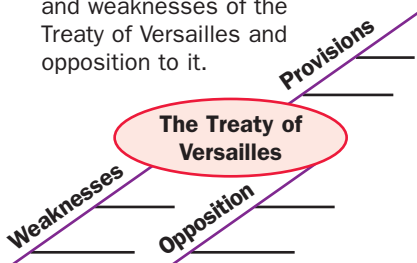 and weaknesses of the
Treaty of Versailles and
opposition to it.
Provisions
The Treaty of
Versailles
Weaknesses
Opposition